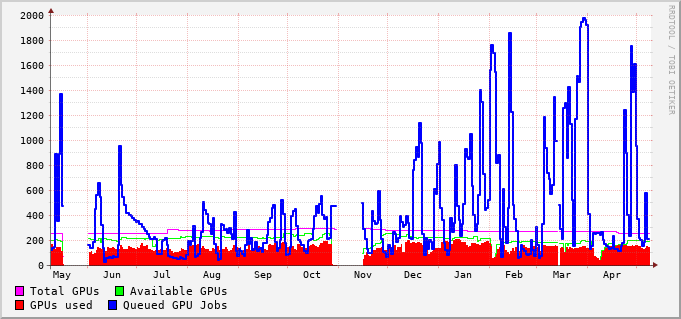 RRDTOOL / TOBI OETIKER
2000
1800
1600
1400
1200
1000
800
600
400
200
0
May Jun Jul Aug Sep Oct Nov Dec Jan Feb Mar Apr
Total GPUs Available GPUs
GPUs used Queued GPU Jobs